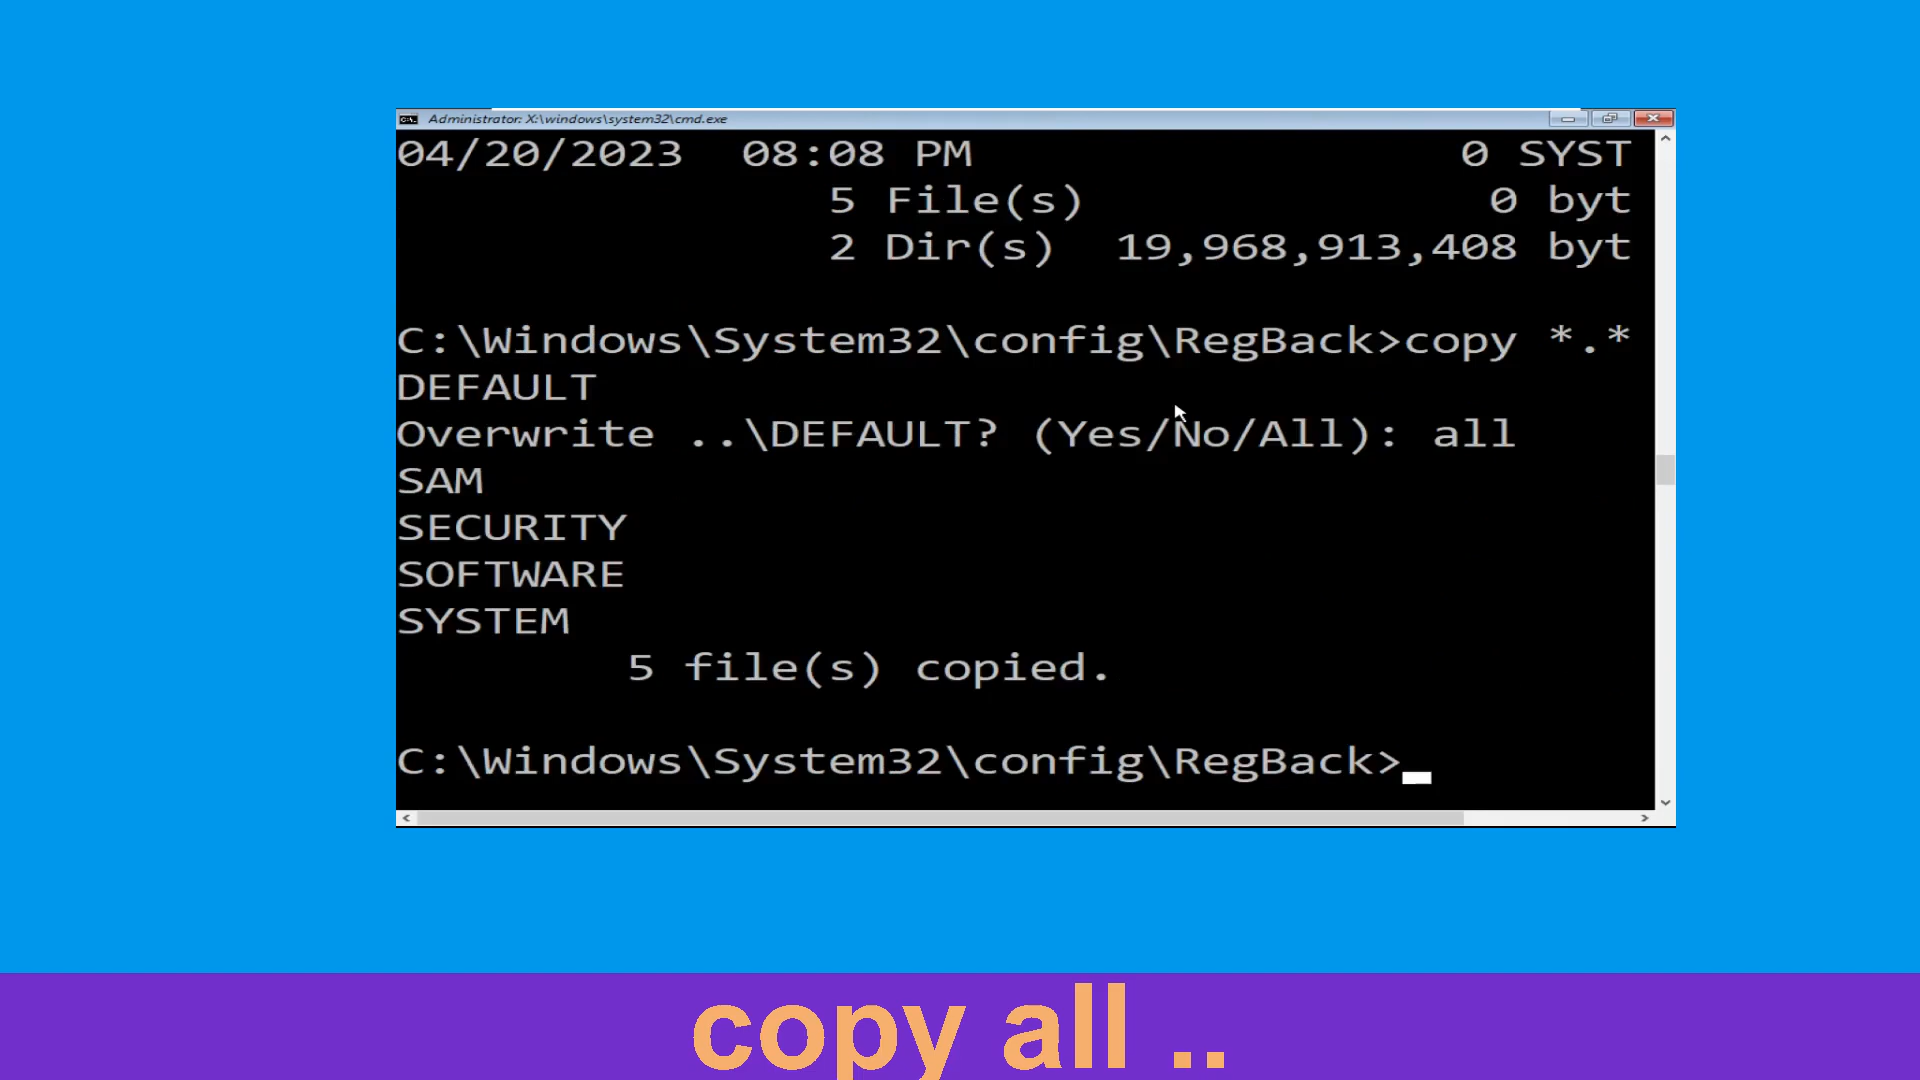 Administrator: X:\windows\system32\cmd.exe
04/20/2023 08:08 PM 0 SYST
5 File(s) 0 byt
2 Dir(s) 19,968,913,408 byt
C:\Windows\System32\config\RegBack>copy *.*
DEFAULT
Overwrite ..\DEFAULT? (Yes/No/All): all
SAM
SECURITY
SOFTWARE
SYSTEM
5 file(s) copied.
C:\Windows\System32\config\RegBack>
copy all ..